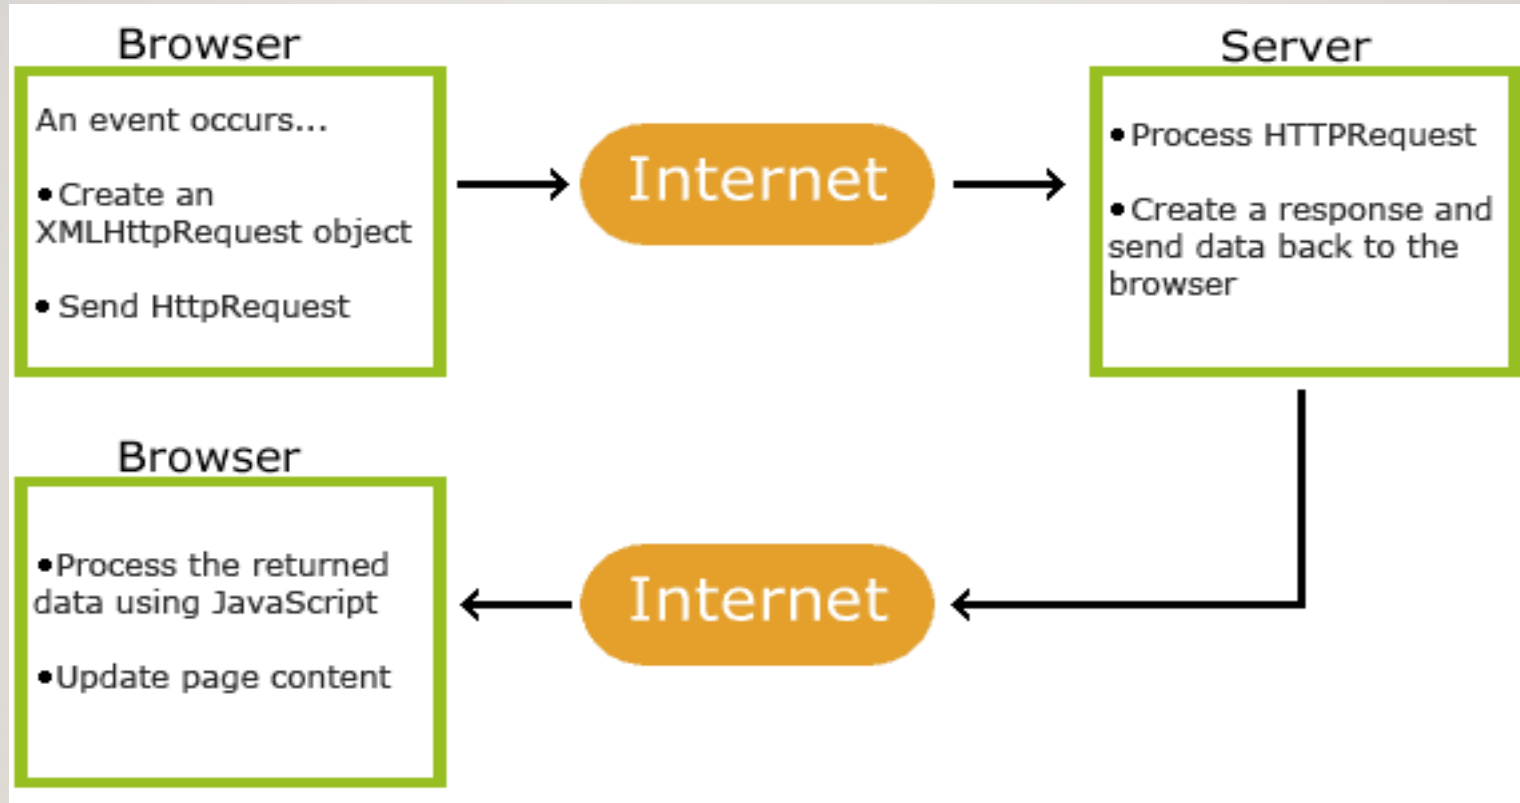 Browser
An event occurs...
•Create an
XMLHttpRequest object
• Send HttpRequest
Internet
Server
•Process HTTPRequest
•Create a response and
send data back to the
browser
Browser
•Process the returned
data using JavaScript
•Update page content
Internet